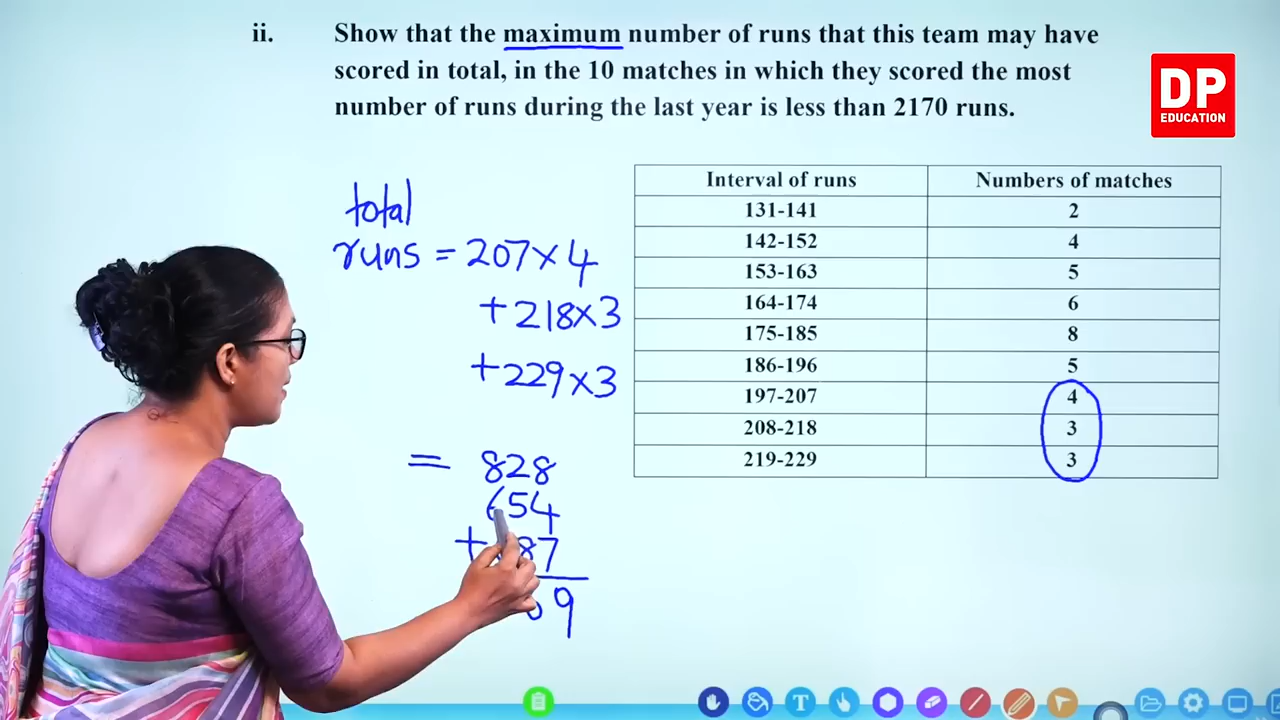 ii. Show that the maximum number of runs that this team may have
scored in total, in the 10 matches in which they scored the most
number of runs during the last year is less than 2170 runs.
DP
EDUCATION
total
runs = 207×4
+218×3
+229×3
= 828
654
+ 87
9
Interval of runs Numbers of matches
131-141 2
142-152 4
153-163 5
164-174 6
175-185 8
186-196 5
197-207 4
208-218 3
219-229 3